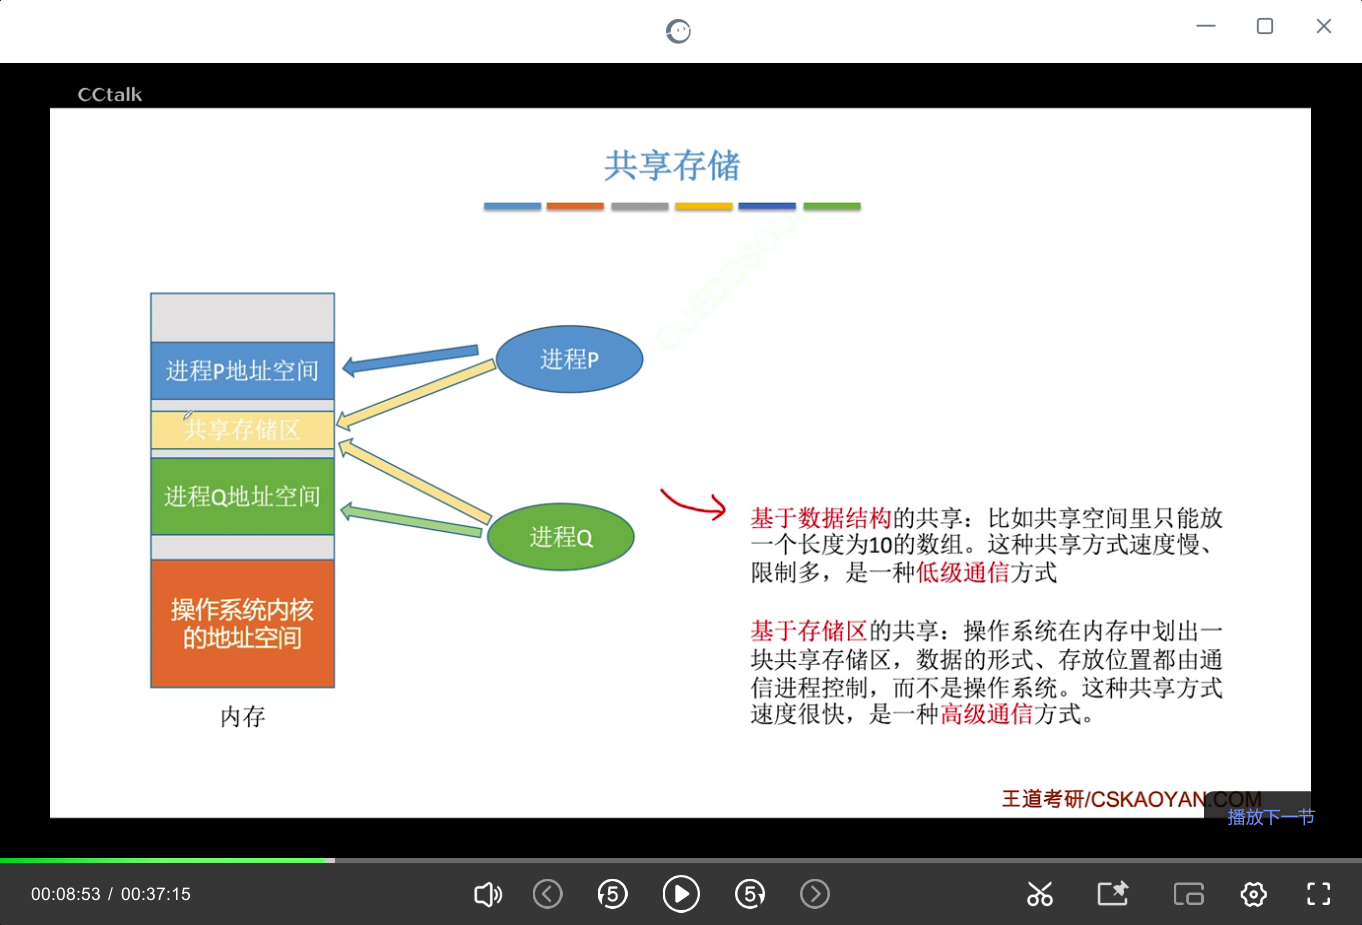 CCtalk
共享存储
CUEDDSOU
进程P地址空间
进程P
共享存储区
进程Q地址空间
进程Q
操作系统内核
的地址空间
内存
基于数据结构的共享：比如共享空间里只能放
一个长度为10的数组。这种共享方式速度慢、
限制多，是一种低级通信方式
基于存储区的共享：操作系统在内存中划出一
块共享存储区，数据的形式、存放位置都由通
信进程控制，而不是操作系统。这种共享方式
速度很快，是一种高级通信方式。
王道考研/CSKAOYAN.COM
播放下一节
00:08:53 / 00:37:15
5
5